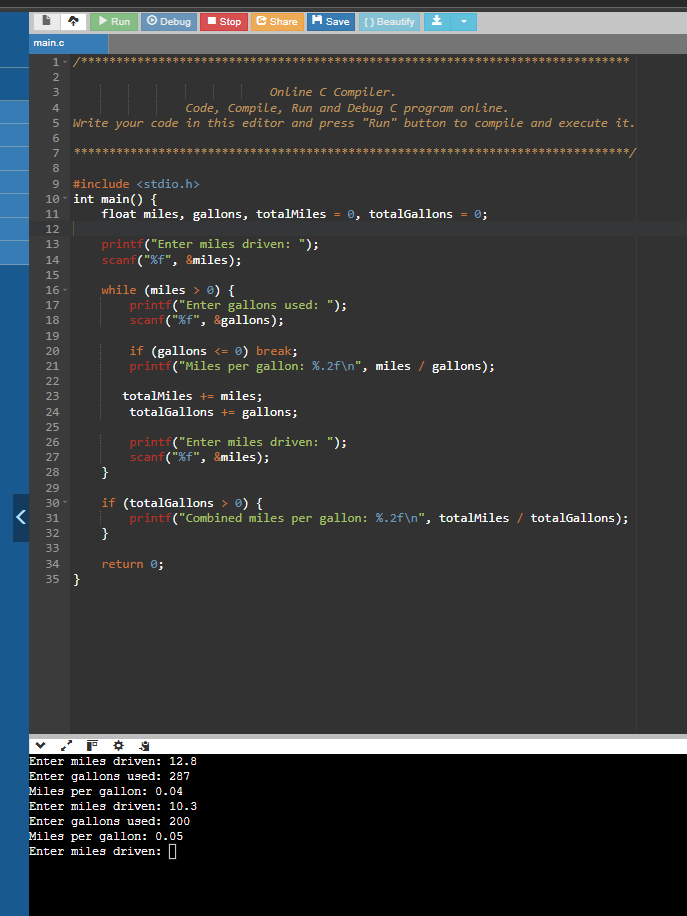 Run Debug Stop Share Save { } Beautify
main.c
1 /******************************************************************************
2
3 Online C Compiler.
4 Code, Compile, Run and Debug C program online.
5 Write your code in this editor and press "Run" button to compile and execute it.
6
7 *******************************************************************************/
8
9 #include <stdio.h>
10 int main() {
11 float miles, gallons, totalMiles = 0, totalGallons = 0;
12
13 printf("Enter miles driven: ");
14 scanf("%f", &miles);
15
16 while (miles > 0) {
17 printf("Enter gallons used: ");
18 scanf("%f", &gallons);
19
20 if (gallons <= 0) break;
21 printf("Miles per gallon: %.2f\n", miles / gallons);
22
23 totalMiles += miles;
24 totalGallons += gallons;
25
26 printf("Enter miles driven: ");
27 scanf("%f", &miles);
28 }
29
30 if (totalGallons > 0) {
31 printf("Combined miles per gallon: %.2f\n", totalMiles / totalGallons);
32 }
33
34 return 0;
35 }
Enter miles driven: 12.8
Enter gallons used: 287
Miles per gallon: 0.04
Enter miles driven: 10.3
Enter gallons used: 200
Miles per gallon: 0.05
Enter miles driven: